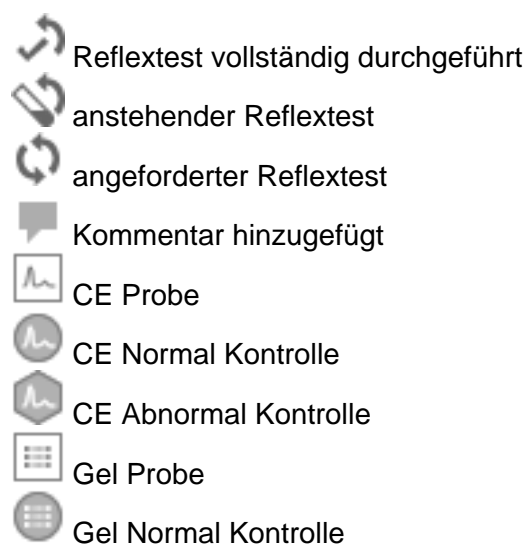 Reflextest vollständig durchgeführt
anstehender Reflextest
angeforderter Reflextest
Kommentar hinzugefügt
CE Probe
CE Normal Kontrolle
CE Abnormal Kontrolle
Gel Probe
Gel Normal Kontrolle